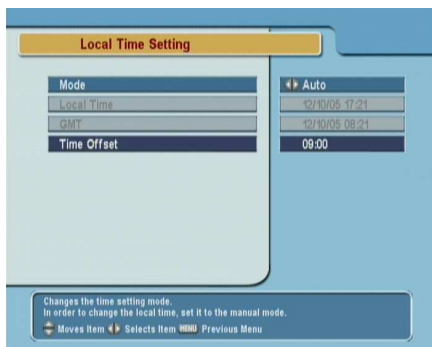 Local Time Setting
Mode Auto
Local Time 12/10/05 17:21
GMT 12/10/05 08:21
Time Offset 09:00
Changes the time setting mode.
In order to change the local time, set it to the manual mode.
Moves Item Selects Item MENU Previous Menu